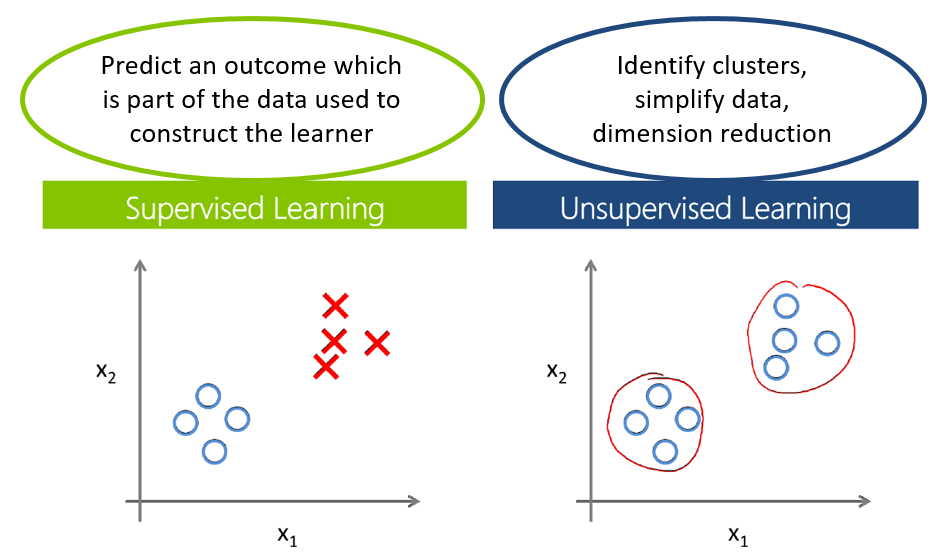 Predict an outcome which
is part of the data used to
construct the learner
Identify clusters,
simplify data,
dimension reduction
Supervised Learning
Unsupervised Learning
x2
x1
x2
x1